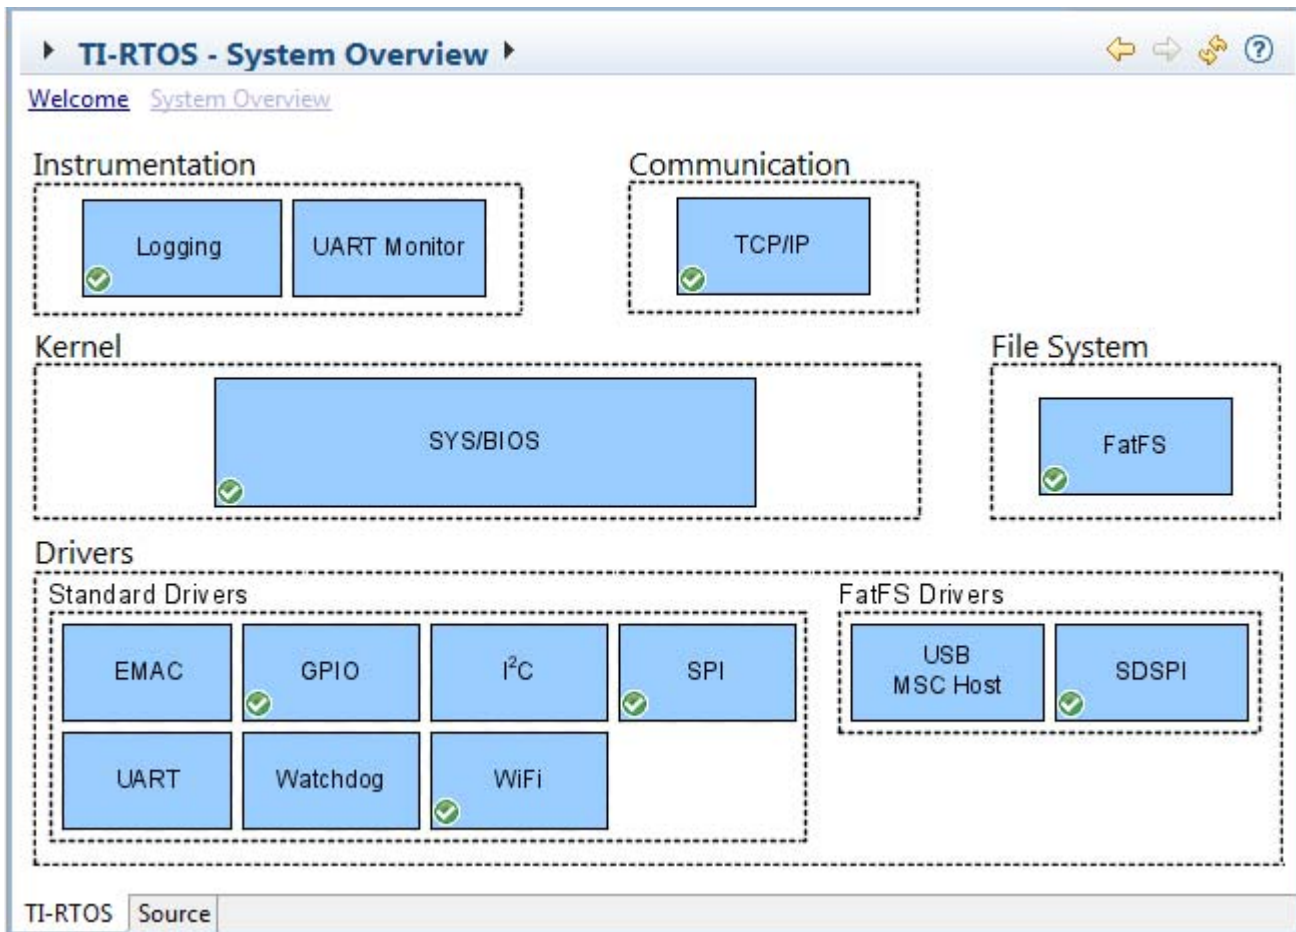 TI-RTOS - System Overview
Welcome System Overview
Instrumentation
Communication
Logging
UART Monitor
TCP/IP
Kernel
File System
SYS/BIOS
FatFS
Drivers
Standard Drivers
FatFS Drivers
EMAC
GPIO
I²C
SPI
USB
MSC Host
SDSPI
UART
Watchdog
WiFi
TI-RTOS
Source